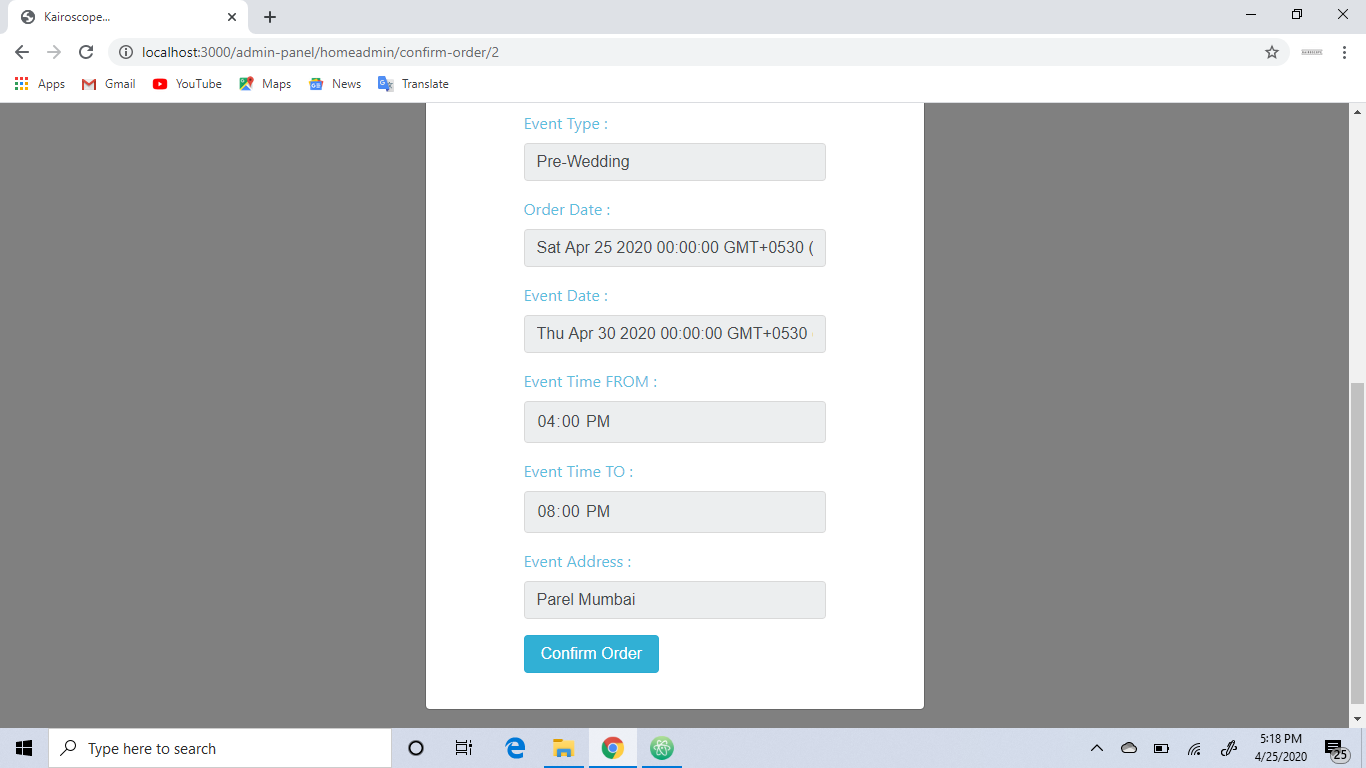 Kairoscope...
localhost:3000/admin-panel/homeadmin/confirm-order/2
Apps Gmail YouTube Maps News Translate
Event Type :
Pre-Wedding
Order Date :
Sat Apr 25 2020 00:00:00 GMT+0530 (
Event Date :
Thu Apr 30 2020 00:00:00 GMT+0530
Event Time FROM :
04:00 PM
Event Time TO :
08:00 PM
Event Address :
Parel Mumbai
Confirm Order
Type here to search
5:18 PM
4/25/2020
25